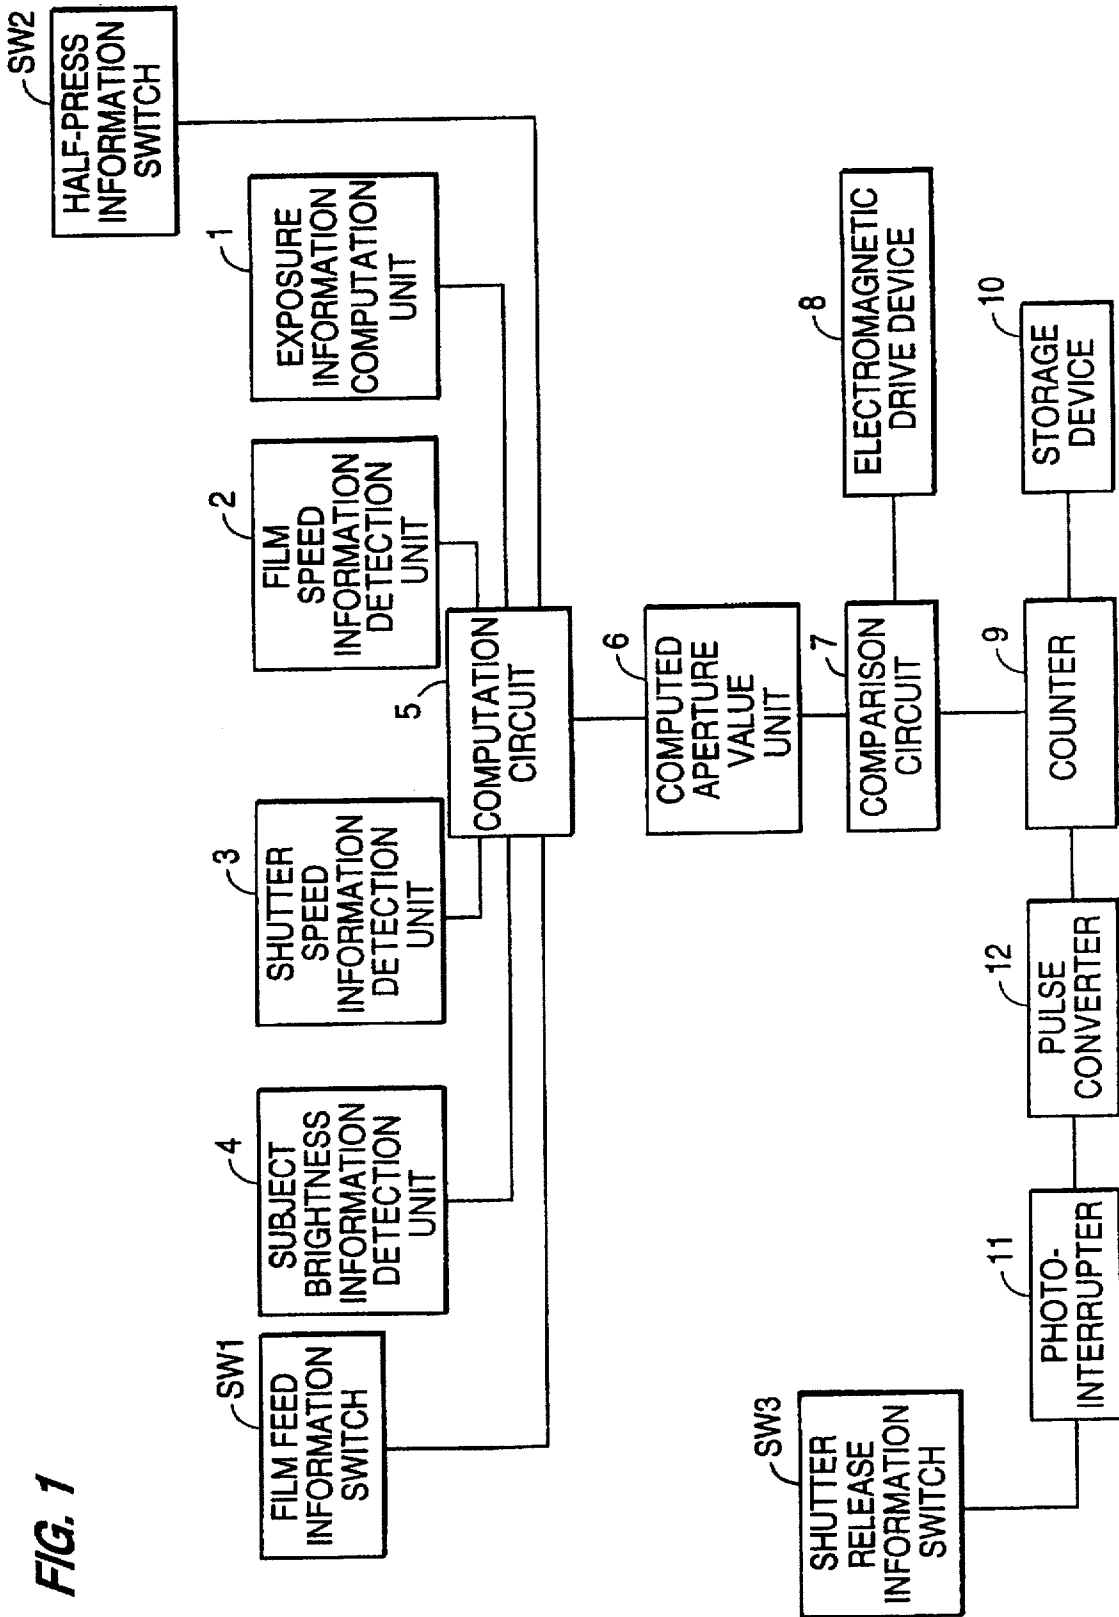 FIG. 1
SW1
FILM FEED
INFORMATION
SWITCH
4
SUBJECT
BRIGHTNESS
INFORMATION
DETECTION
UNIT
3
SHUTTER
SPEED
INFORMATION
DETECTION
UNIT
2
FILM
SPEED
INFORMATION
DETECTION
UNIT
1
EXPOSURE
INFORMATION
COMPUTATION
UNIT
SW2
HALF-PRESS
INFORMATION
SWITCH
5
COMPUTATION
CIRCUIT
6
COMPUTED
APERTURE
VALUE
UNIT
7
COMPARISON
CIRCUIT
8
ELECTROMAGNETIC
DRIVE DEVICE
SW3
SHUTTER
RELEASE
INFORMATION
SWITCH
11
PHOTO-
INTERRUPTER
12
PULSE
CONVERTER
9
COUNTER
10
STORAGE
DEVICE